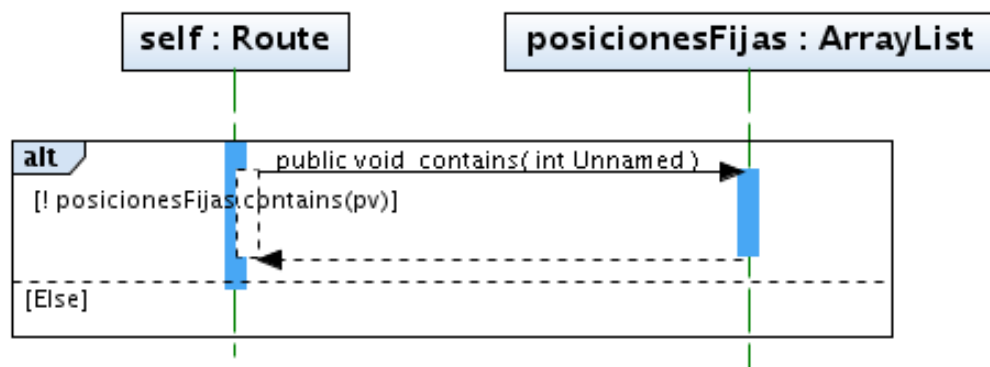 self : Route
posicionesFijas : ArrayList
alt
public void contains( int Unnamed )
[! posicionesFijas.contains(pv)]
[Else]